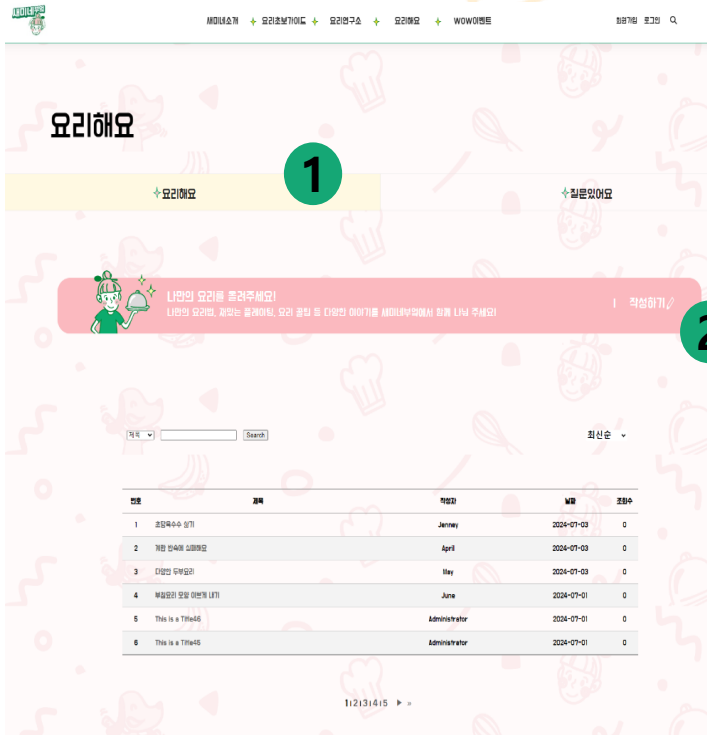 새미네부엌
새미네소개 요리초보가이드 요리연구소 요리해요 WOW이벤트 회원가입 로그인
요리해요
1
요리해요 질문있어요
나만의 요리를 올려주세요!
나만의 요리법, 재밌는 플레이팅, 요리 꿀팁 등 다양한 이야기를 새미네부엌에서 함께 나눠 주세요! | 작성하기
2
제목 Search 최신순
번호 제목 작성자 날짜 조회수
1 초당옥수수 삶기 Jenney 2024-07-03 0
2 계란 반숙에 실패해요 April 2024-07-03 0
3 다양한 두부요리 May 2024-07-03 0
4 부침요리 모양 이쁘게 내기 June 2024-07-01 0
5 This is a Title46 Administrator 2024-07-01 0
6 This is a Title45 Administrator 2024-07-01 0
1|2|3|4|5 ▶ »